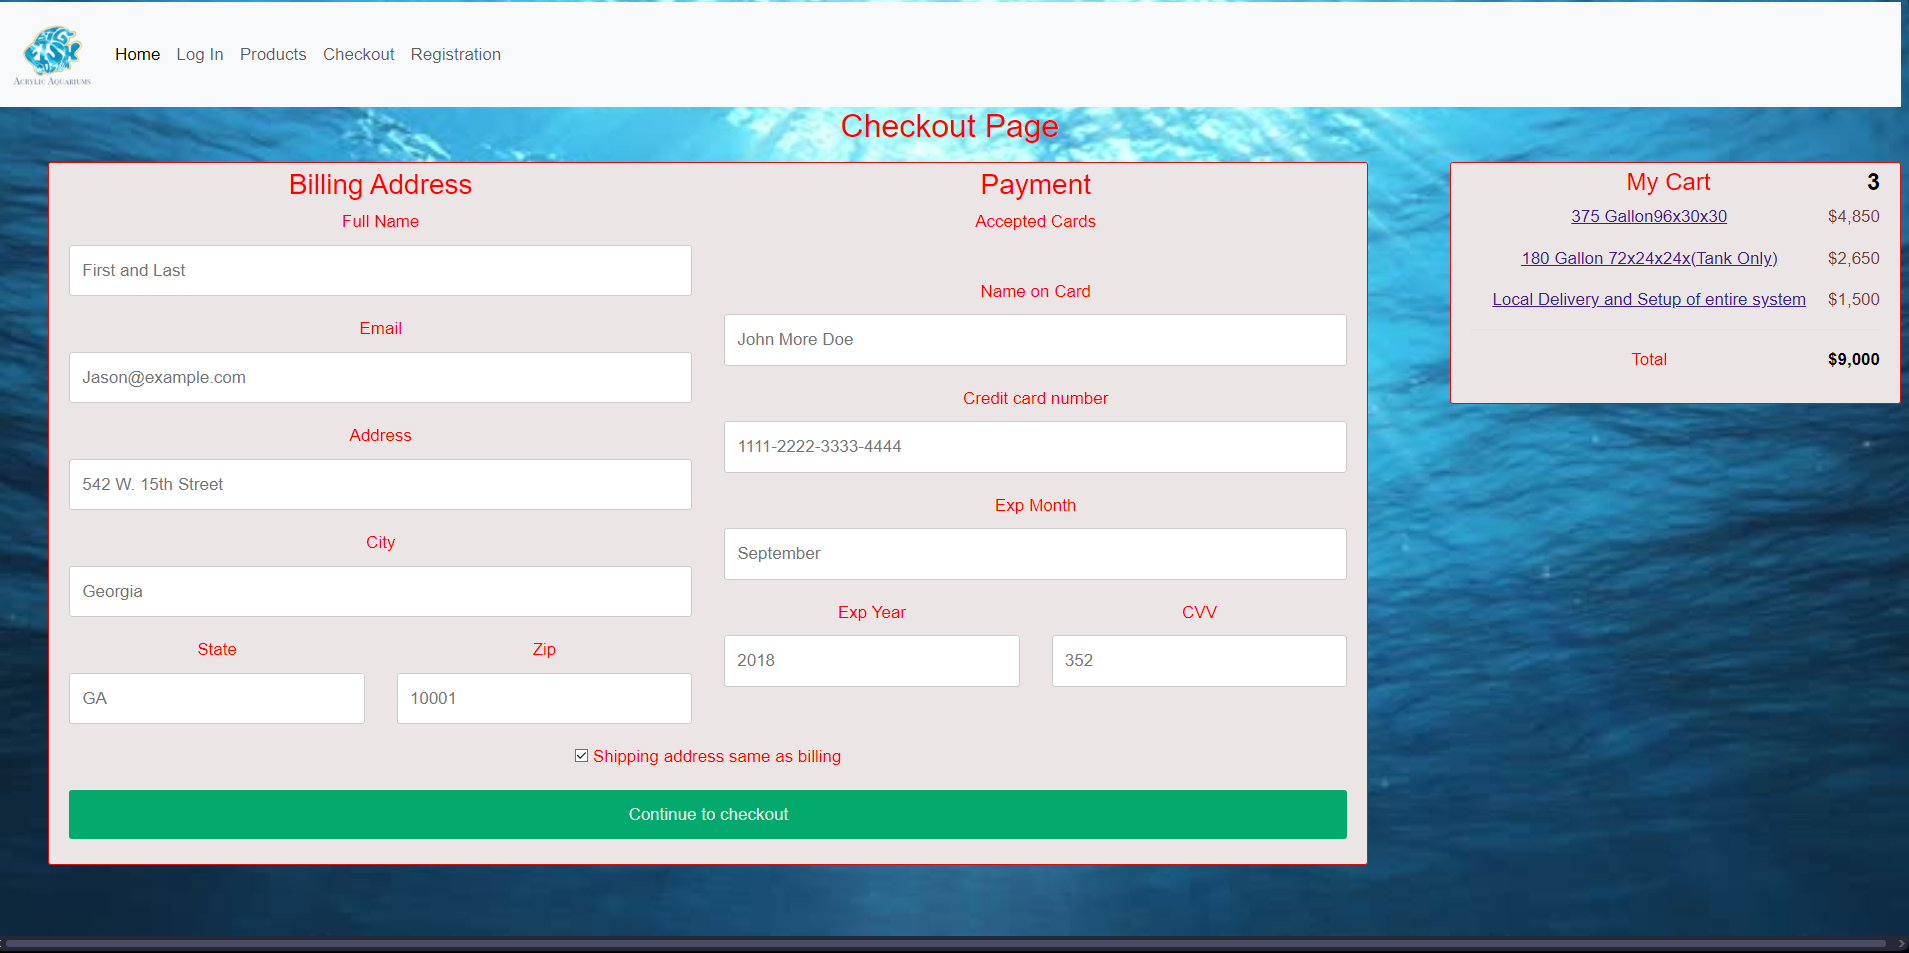 FISH
ACRYLIC AQUARIUMS
Home Log In Products Checkout Registration
Checkout Page
Billing Address
Full Name
First and Last
Email
Jason@example.com
Address
542 W. 15th Street
City
Georgia
State Zip
GA 10001
Payment
Accepted Cards
Name on Card
John More Doe
Credit card number
1111-2222-3333-4444
Exp Month
September
Exp Year CVV
2018 352
Shipping address same as billing
Continue to checkout
My Cart 3
375 Gallon96x30x30 $4,850
180 Gallon 72x24x24x(Tank Only) $2,650
Local Delivery and Setup of entire system $1,500
Total $9,000